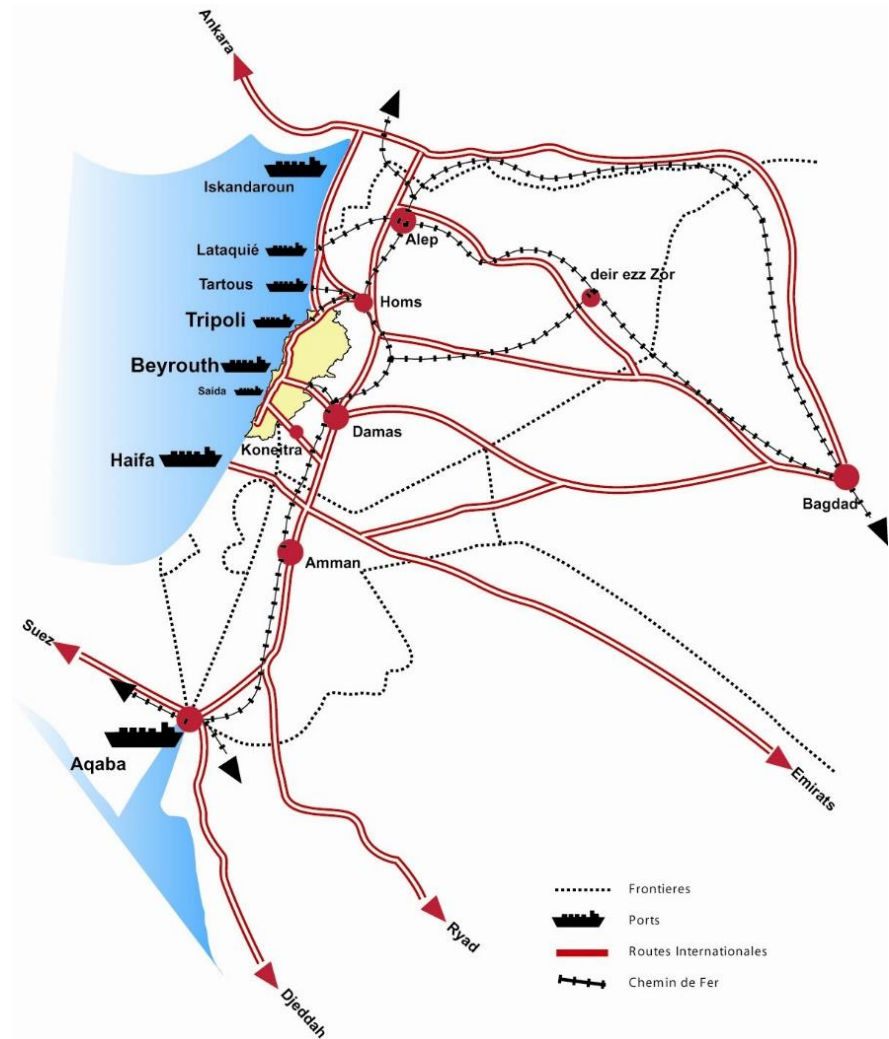 Ankara
Iskandaroun
Lataquié
Alep
Tartous
deir ezz Zor
Homs
Tripoli
Beyrouth
Saida
Damas
Koneitra
Haifa
Bagdad
Amman
Suez
Aqaba
Emirats
Ryad
Djeddah
Frontieres
Ports
Routes Internationales
Chemin de Fer